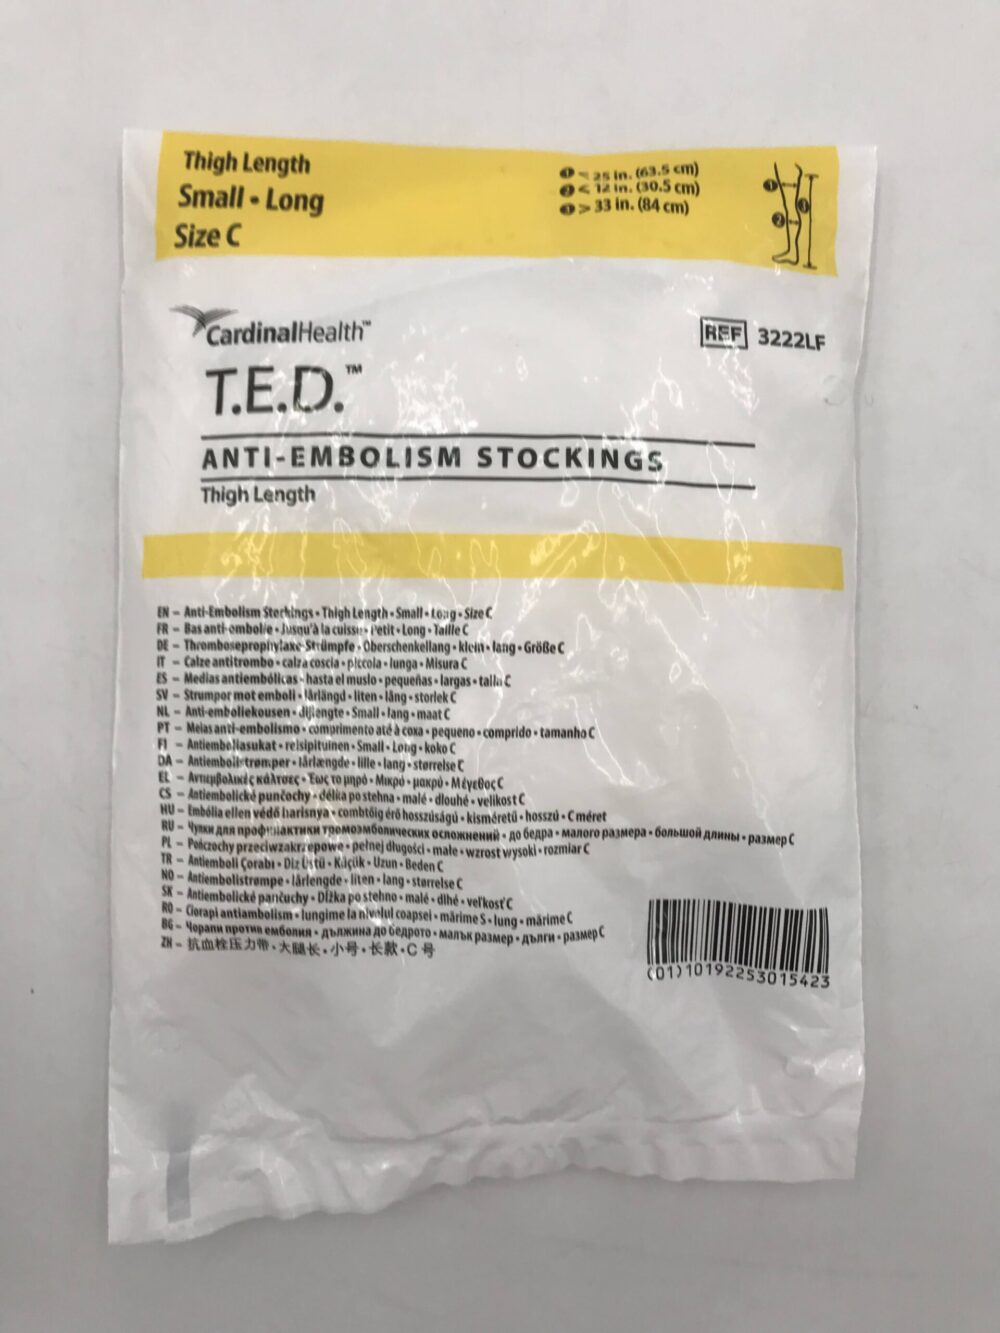 Thigh Length
Small • Long
Size C
① < 25 in. (63.5 cm)
② < 12 in. (30.5 cm)
③ > 33 in. (84 cm)
① ② ③
CardinalHealth™
REF 3222LF
T.E.D.™
ANTI-EMBOLISM STOCKINGS
Thigh Length
EN – Anti-Embolism Stockings • Thigh Length • Small • Long • Size C
FR – Bas anti-embolie • Jusqu'à la cuisse • Petit • Long • Taille C
DE – Thromboseprophylaxe-Strümpfe • Oberschenkellang • klein • lang • Größe C
IT – Calze antitrombo • calza coscia • piccola • lunga • Misura C
ES – Medias antiembólicas • hasta el muslo • pequeñas • largas • talla C
SV – Strumpor mot emboli • lårlängd • liten • lång • storlek C
NL – Anti-emboliekousen • dijlengte • Small • lang • maat C
PT – Meias anti-embolismo • comprimento até à coxa • pequeno • comprido • tamanho C
FI – Antiemboliasukat • reisipituinen • Small • Long • koko C
DA – Antiembolistrømper • lårlængde • lille • lang • størrelse C
EL – Αντιεμβολικές κάλτσες • Έως το μηρό • Μικρό • μακρύ • Μέγεθος C
CS – Antiembolické punčochy • délka po stehna • malé • dlouhé • velikost C
HU – Embólia ellen védő harisnya • combtőig érő hosszúságú • kisméretű • hosszú • C méret
RU – Чулки для профилактики тромоэмболических осложнений • до бедра • малого размера • большой длины • размер C
PL – Pończochy przeciwzakrzepowe • pełnej długości • małe • wzrost wysoki • rozmiar C
TR – Antiemboli Çorabı • Diz Üstü • Küçük • Uzun • Beden C
NO – Antiembolistrømpe • lårlengde • liten • lang • størrelse C
SK – Antiembolické pančuchy • Dĺžka po stehno • malé • dlhé • veľkosť C
RO – Ciorapi antiambolism • lungime la nivelul coapsei • mărime S • lung • mărime C
BG – Чорапи против емболия • дължина до бедрото • малък размер • дълги • размер C
ZH – 抗血栓压力带 • 大腿长 • 小号 • 长款 • C 号
(01)10192253015423